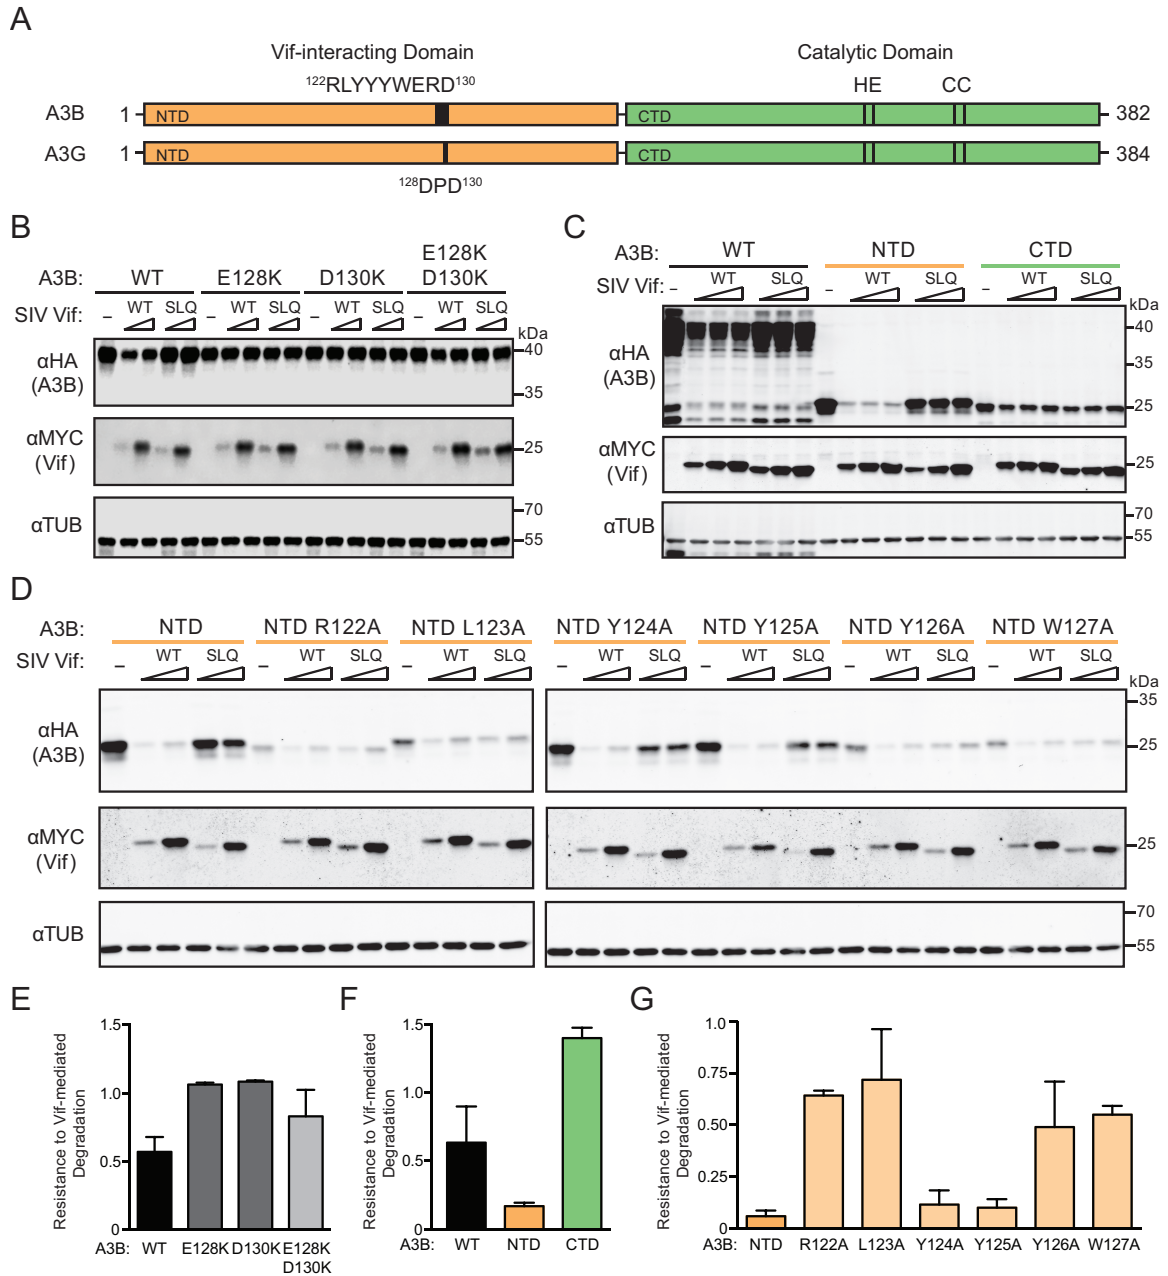 A
Vif-interacting Domain
Catalytic Domain
122RLYYYWERD130
HE
CC
A3B
1
NTD
CTD
382
A3G
1
NTD
CTD
384
128DPD130
B
A3B:
WT
E128K
D130K
E128K
D130K
SIV Vif:
– WT SLQ – WT SLQ – WT SLQ – WT SLQ
kDa
αHA
(A3B)
40
35
αMYC
(Vif)
25
αTUB
70
55
C
A3B:
WT
NTD
CTD
SIV Vif:
– WT SLQ – WT SLQ – WT SLQ
kDa
αHA
(A3B)
40
35
25
αMYC
(Vif)
25
αTUB
70
55
D
A3B:
NTD
NTD R122A
NTD L123A
NTD Y124A
NTD Y125A
NTD Y126A
NTD W127A
SIV Vif:
– WT SLQ – WT SLQ – WT SLQ – WT SLQ – WT SLQ – WT SLQ – WT SLQ
kDa
αHA
(A3B)
35
25
αMYC
(Vif)
25
αTUB
70
55
E
Resistance to Vif-mediated
Degradation
1.5
1.0
0.5
0
A3B: WT E128K D130K E128K
D130K
F
Resistance to Vif-mediated
Degradation
1.5
1.0
0.5
0
A3B: WT NTD CTD
G
Resistance to Vif-mediated
Degradation
1.0
0.75
0.5
0.25
0
A3B: NTD R122A L123A Y124A Y125A Y126A W127A